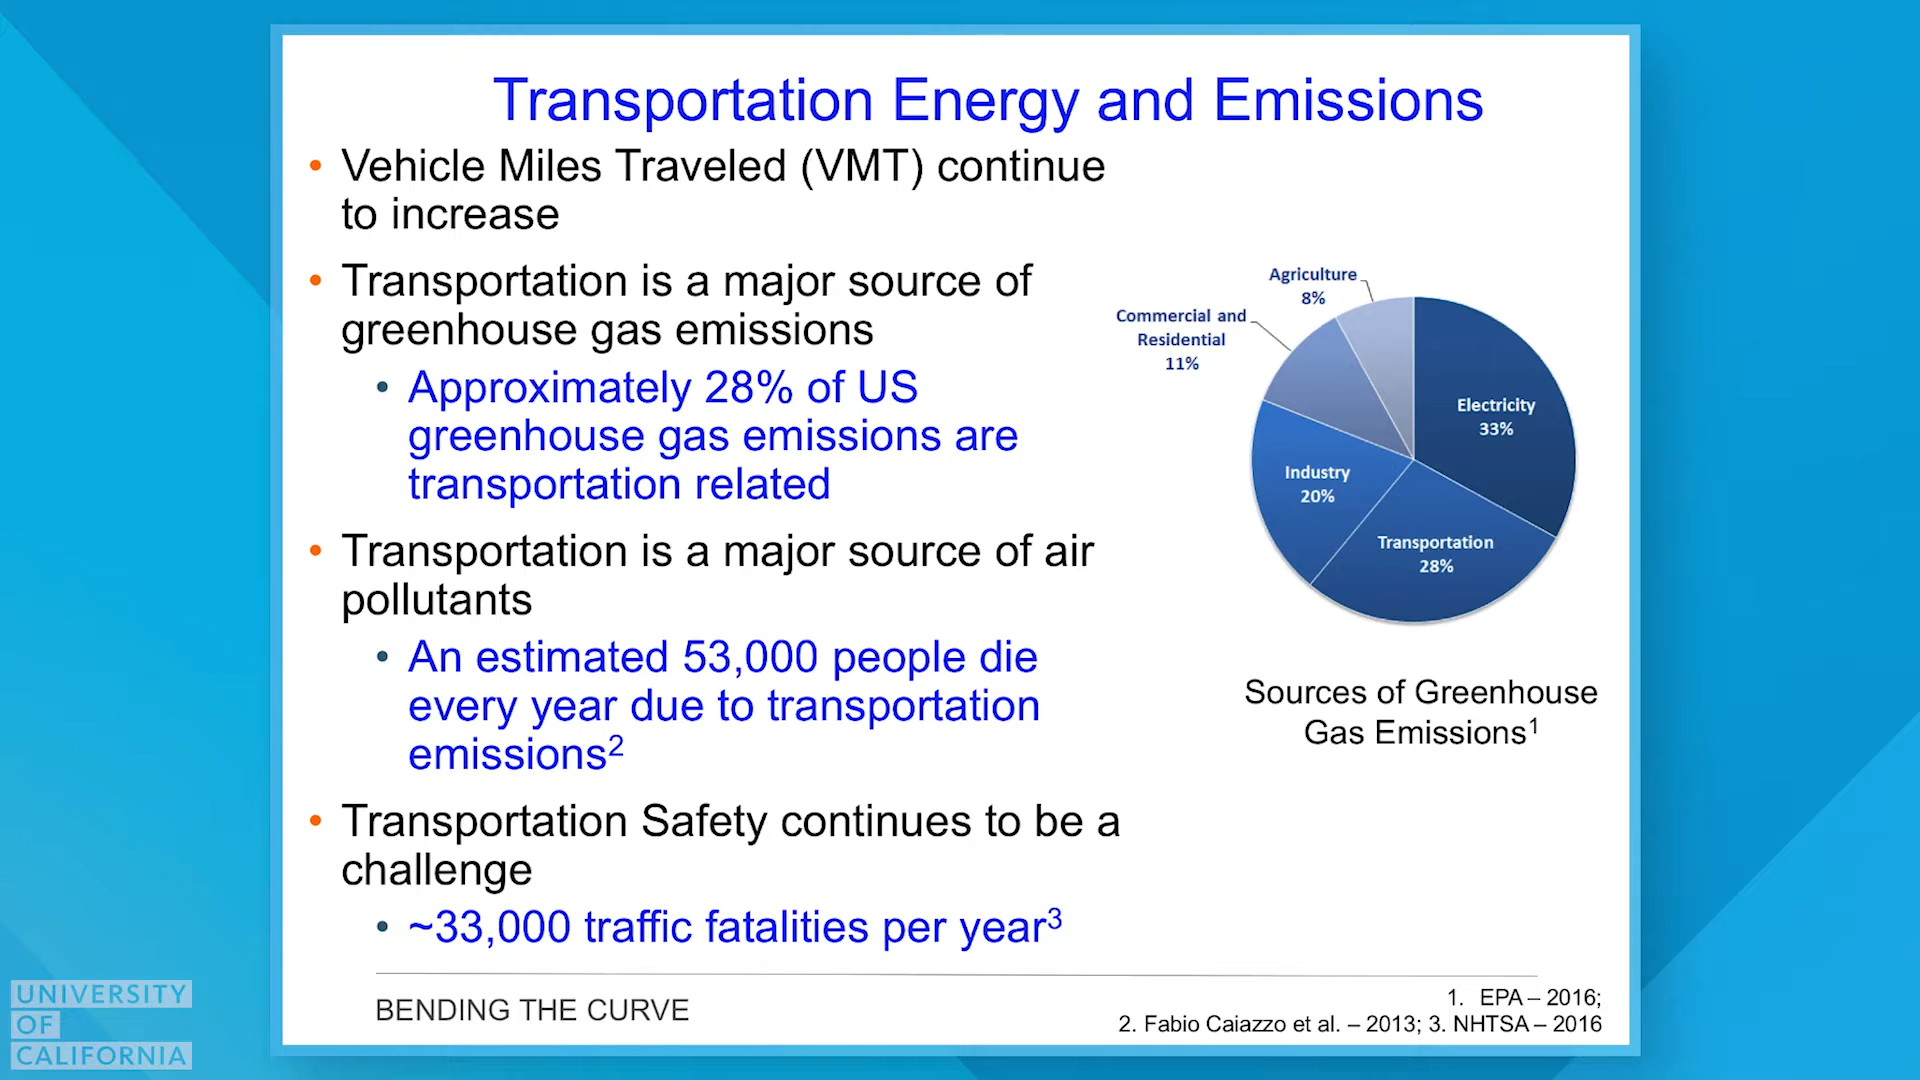 Transportation Energy and Emissions
• Vehicle Miles Traveled (VMT) continue
to increase
• Transportation is a major source of
greenhouse gas emissions
• Approximately 28% of US
greenhouse gas emissions are
transportation related
• Transportation is a major source of air
pollutants
• An estimated 53,000 people die
every year due to transportation
emissions²
• Transportation Safety continues to be a
challenge
• ~33,000 traffic fatalities per year³
Agriculture
8%
Commercial and
Residential
11%
Electricity
33%
Industry
20%
Transportation
28%
Sources of Greenhouse
Gas Emissions¹
BENDING THE CURVE
1. EPA – 2016;
2. Fabio Caiazzo et al. – 2013; 3. NHTSA – 2016
UNIVERSITY
OF
CALIFORNIA